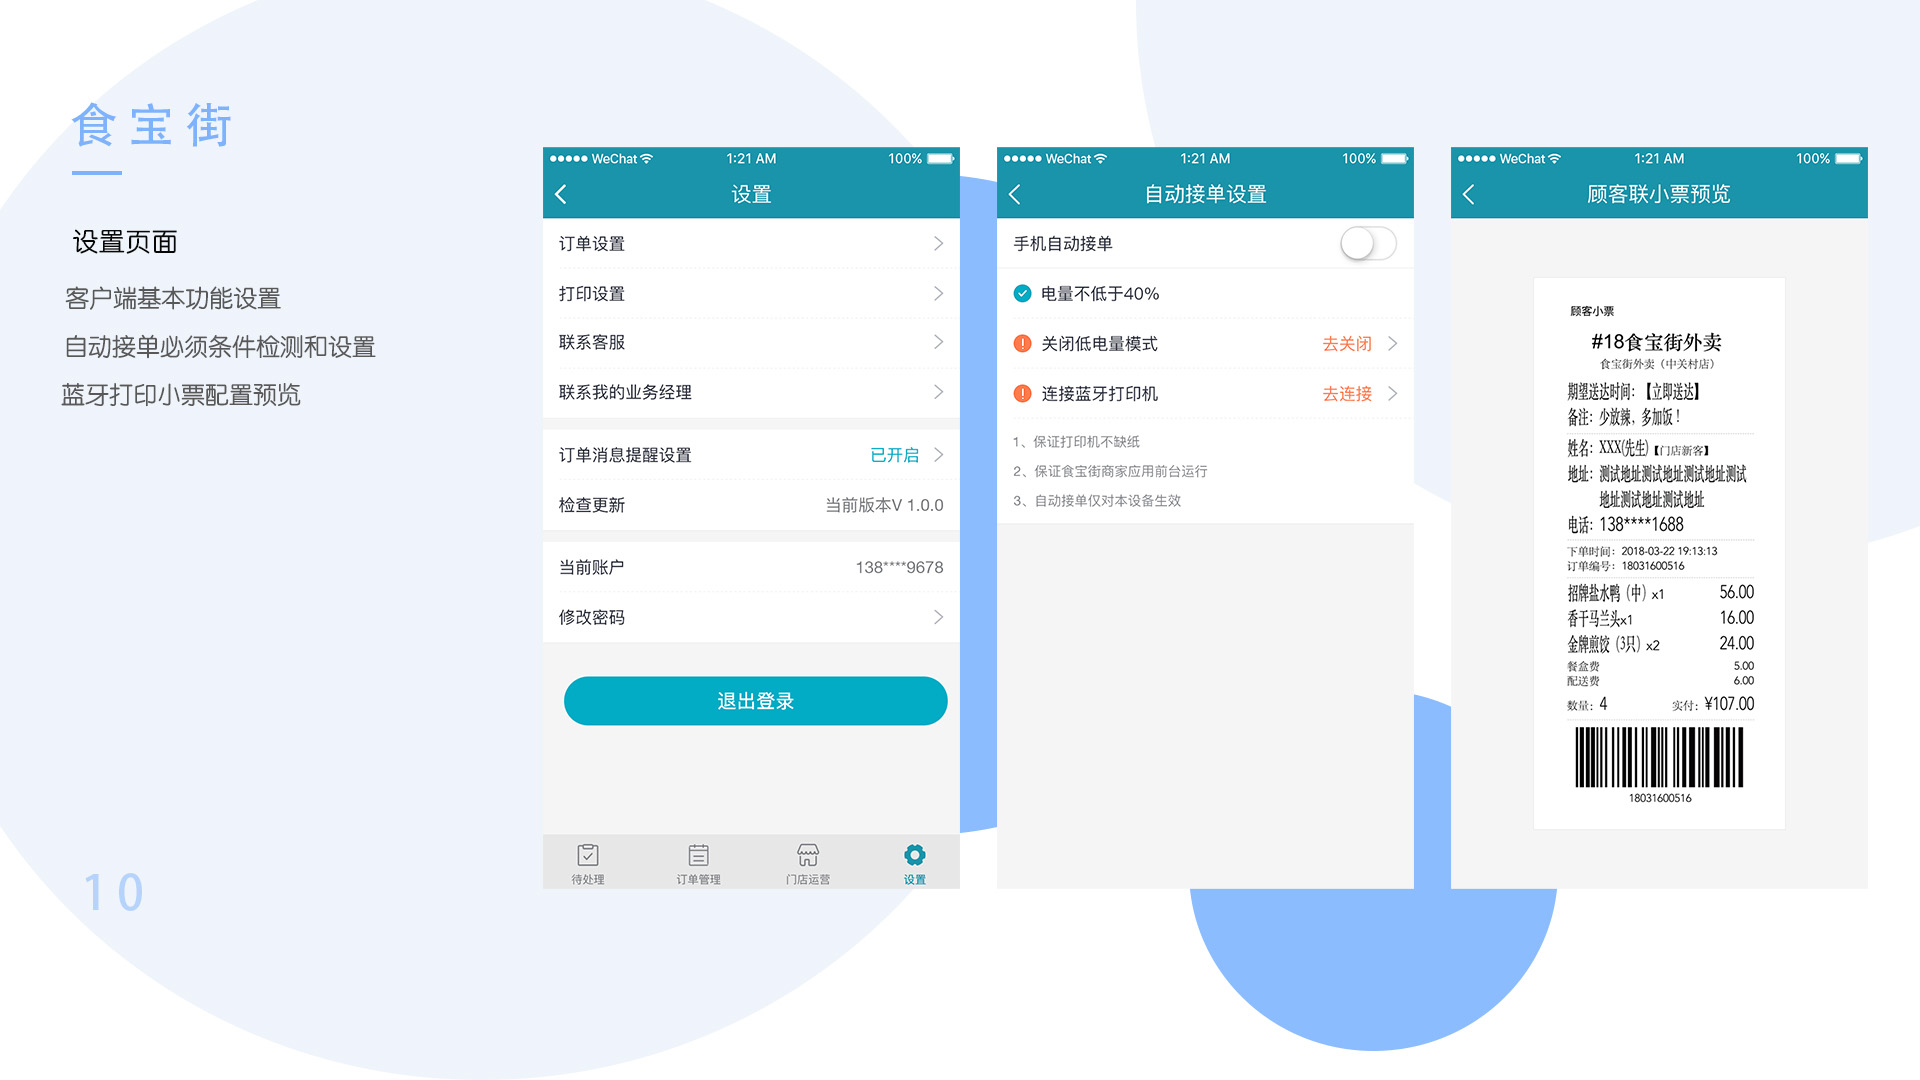 食宝街
设置页面
客户端基本功能设置
自动接单必须条件检测和设置
蓝牙打印小票配置预览
10
WeChat 1:21 AM 100%
设置
订单设置
打印设置
联系客服
联系我的业务经理
订单消息提醒设置 已开启
检查更新 当前版本V 1.0.0
当前账户 138****9678
修改密码
退出登录
待处理 订单管理 门店运营 设置
WeChat 1:21 AM 100%
自动接单设置
手机自动接单
电量不低于40%
关闭低电量模式 去关闭
连接蓝牙打印机 去连接
1、保证打印机不缺纸
2、保证食宝街商家应用前台运行
3、自动接单仅对本设备生效
WeChat 1:21 AM 100%
顾客联小票预览
顾客小票
#18食宝街外卖
食宝街外卖（中关村店）
期望送达时间：【立即送达】
备注：少放辣，多加饭！
姓名：XXX(先生)【门店新客】
地址：测试地址测试地址测试地址测试
地址测试地址测试地址
电话：138****1688
下单时间：2018-03-22 19:13:13
订单编号：18031600516
招牌盐水鸭（中）x1 56.00
香干马兰头x1 16.00
金牌煎饺（3只）x2 24.00
餐盒费 5.00
配送费 6.00
数量：4 实付：¥107.00
18031600516